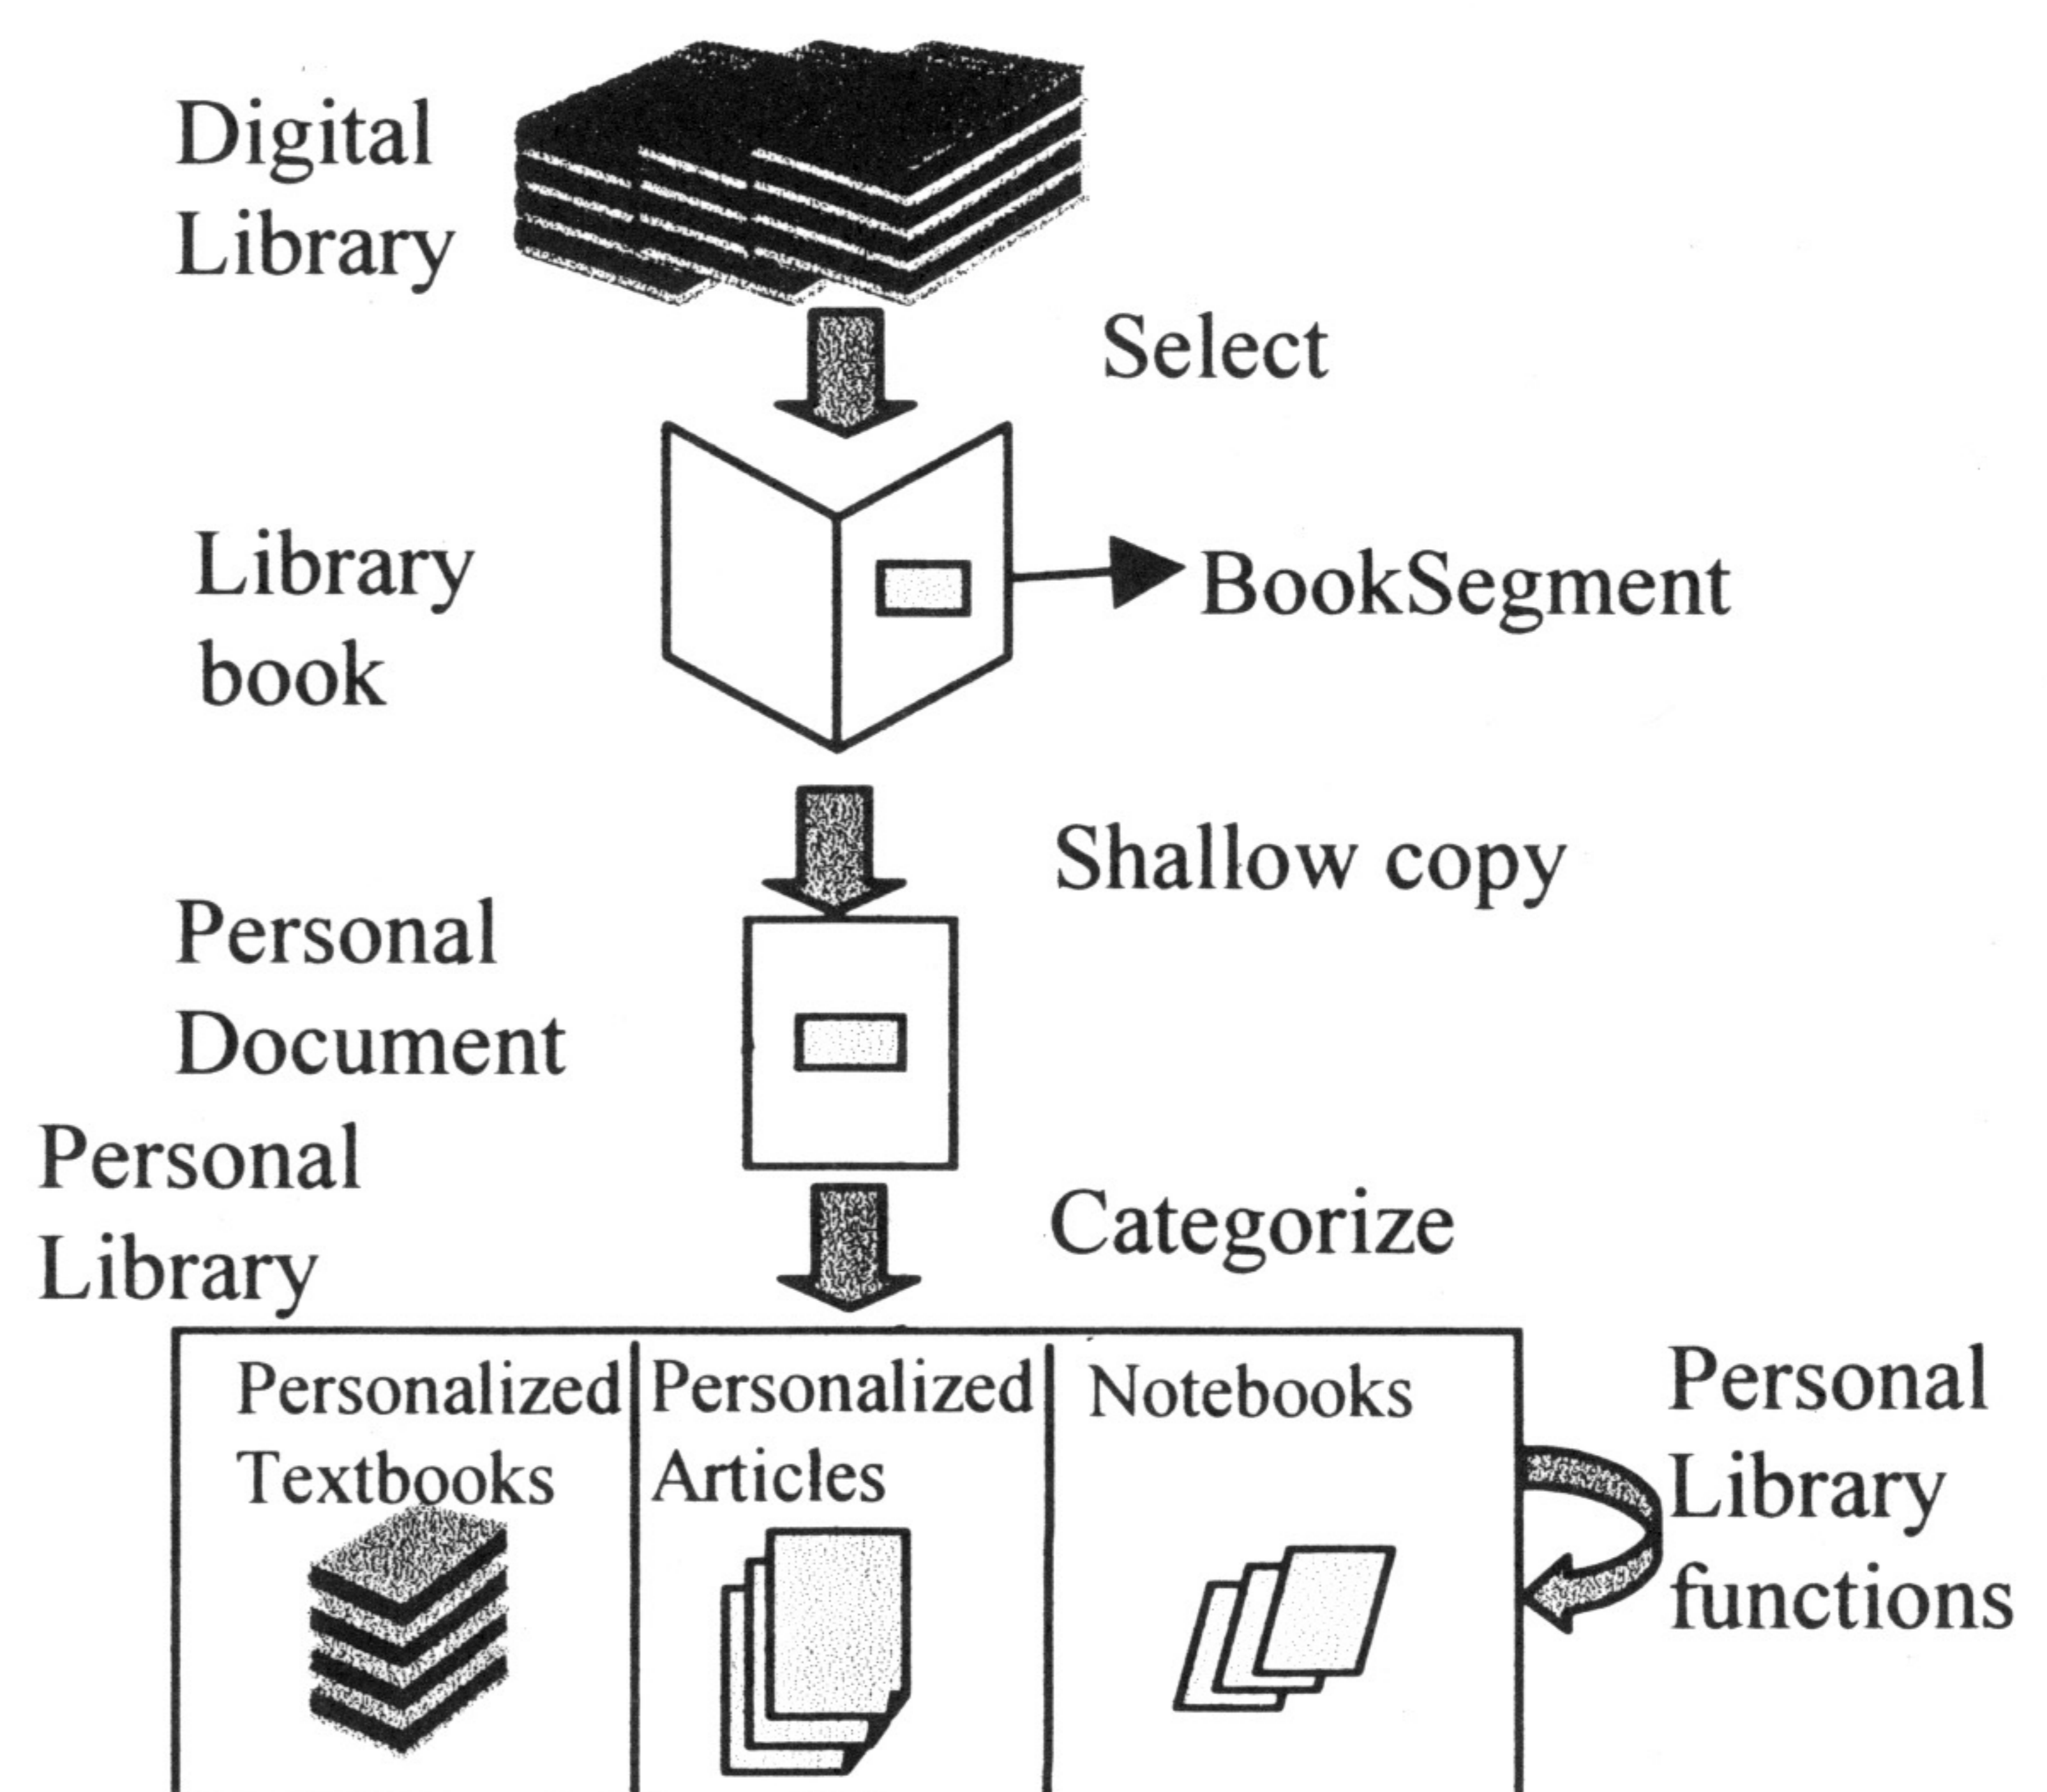 Digital
Library
Select
Library
book
BookSegment
Shallow copy
Personal
Document
Personal
Library
Categorize
Personalized
Textbooks
Personalized
Articles
Notebooks
Personal
Library
functions